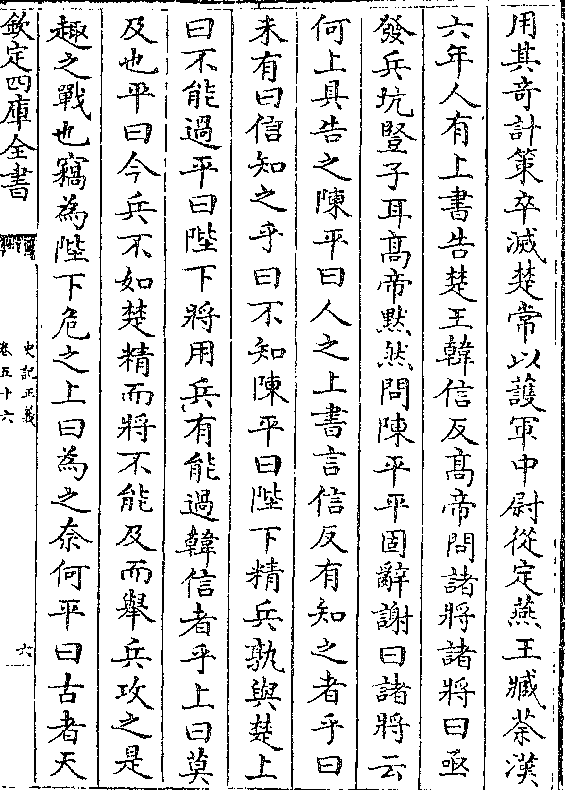 用其竒計策卒滅楚常以䕶軍中尉從定燕王臧荼漢
六年人有上書告楚王韓信反髙帝問諸將諸將曰亟
發兵坑豎子耳髙帝黙然問陳平平固辭謝曰諸將云
何上具告之陳平曰人之上書言信反有知之者乎曰
未有曰信知之乎曰不知陳平曰陛下精兵孰與楚上
曰不能過平曰陛下將用兵有能過韓信者乎上曰莫
及也平曰今兵不如楚精而將不能及而舉兵攻之是
趣之戰也竊為陛下危之上曰為之奈何平曰古者天
欽定四庫全書
史記正義
卷五十六
六